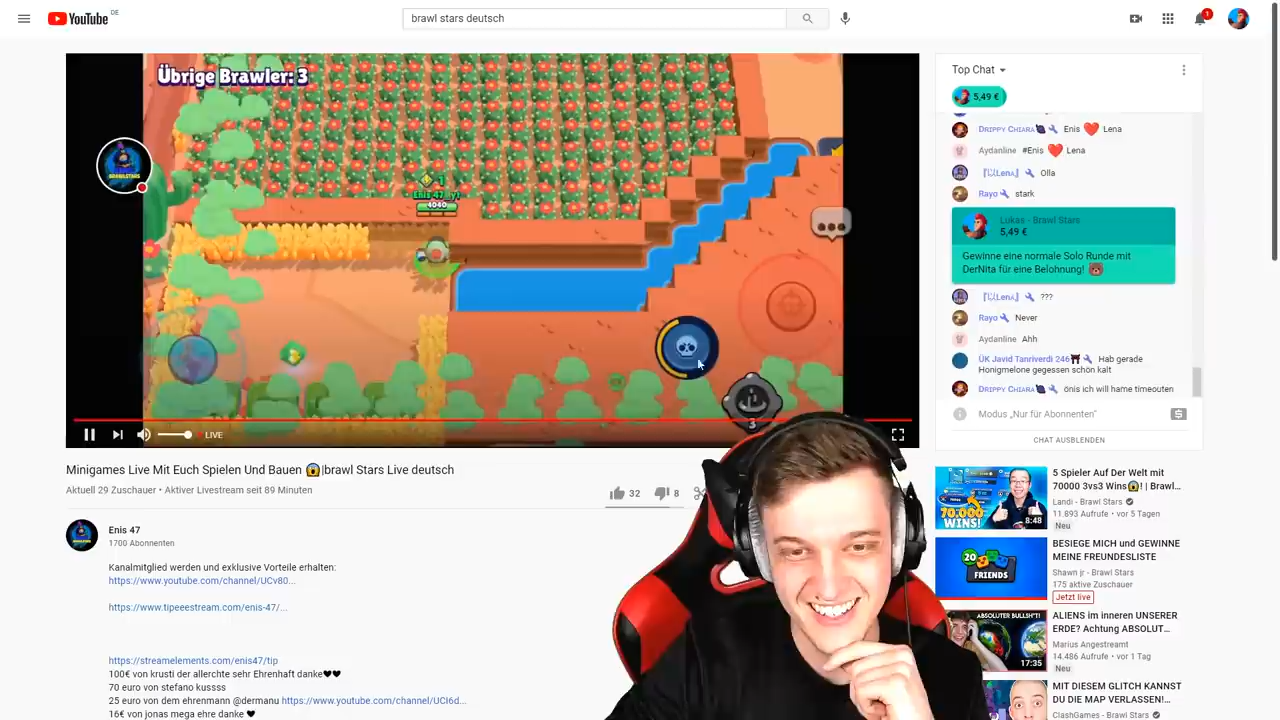 YouTube DE
brawl stars deutsch
1
Übrige Brawler: 3
BRAWLSTARS
1
4040
3
LIVE
Top Chat
5,49 €
Drippy Chiara Enis ❤️ Lena
Aydanline #Enis ❤️ Lena
Olla
Rayo stark
Lukas - Brawl Stars
5,49 €
Gewinne eine normale Solo Runde mit
DerNita für eine Belohnung! 🐻
???
Rayo Never
Aydanline Ahh
ÜK Javid Tanriverdi 246 Hab gerade
Honigmelone gegessen schön kalt
Drippy Chiara önis ich will hame timeouten
Modus „Nur für Abonnenten“
CHAT AUSBLENDEN
Minigames Live Mit Euch Spielen Und Bauen 😱|brawl Stars Live deutsch
Aktuell 29 Zuschauer • Aktiver Livestream seit 89 Minuten
32
8
Enis 47
1700 Abonnenten
Kanalmitglied werden und exklusive Vorteile erhalten:
https://www.youtube.com/channel/UCv80...
https://www.tipeeestream.com/enis-47/...
https://streamelements.com/enis47/tip
100€ von krusti der allerchte sehr Ehrenhaft danke❤❤
70 euro von stefano kussss
25 euro von dem ehrenmann @dermanu https://www.youtube.com/channel/UCI6d...
16€ von jonas mega ehre danke ❤
70.000
WINS!
8:48
5 Spieler Auf Der Welt mit
70000 3vs3 Wins😱! | Brawl...
Landi - Brawl Stars
11.893 Aufrufe • vor 5 Tagen
Neu
20
FRIENDS
BESIEGE MICH und GEWINNE
MEINE FREUNDESLISTE
Shawn jr - Brawl Stars
175 aktive Zuschauer
Jetzt live
ABSOLUTER BULLSH*T!
17:35
ALIENS im inneren UNSERER
ERDE? Achtung ABSOLUT...
Marius Angestreamt
14.486 Aufrufe • vor 1 Tag
Neu
MIT DIESEM GLITCH KANNST
DU DIE MAP VERLASSEN!...
ClashGames - Brawl Stars